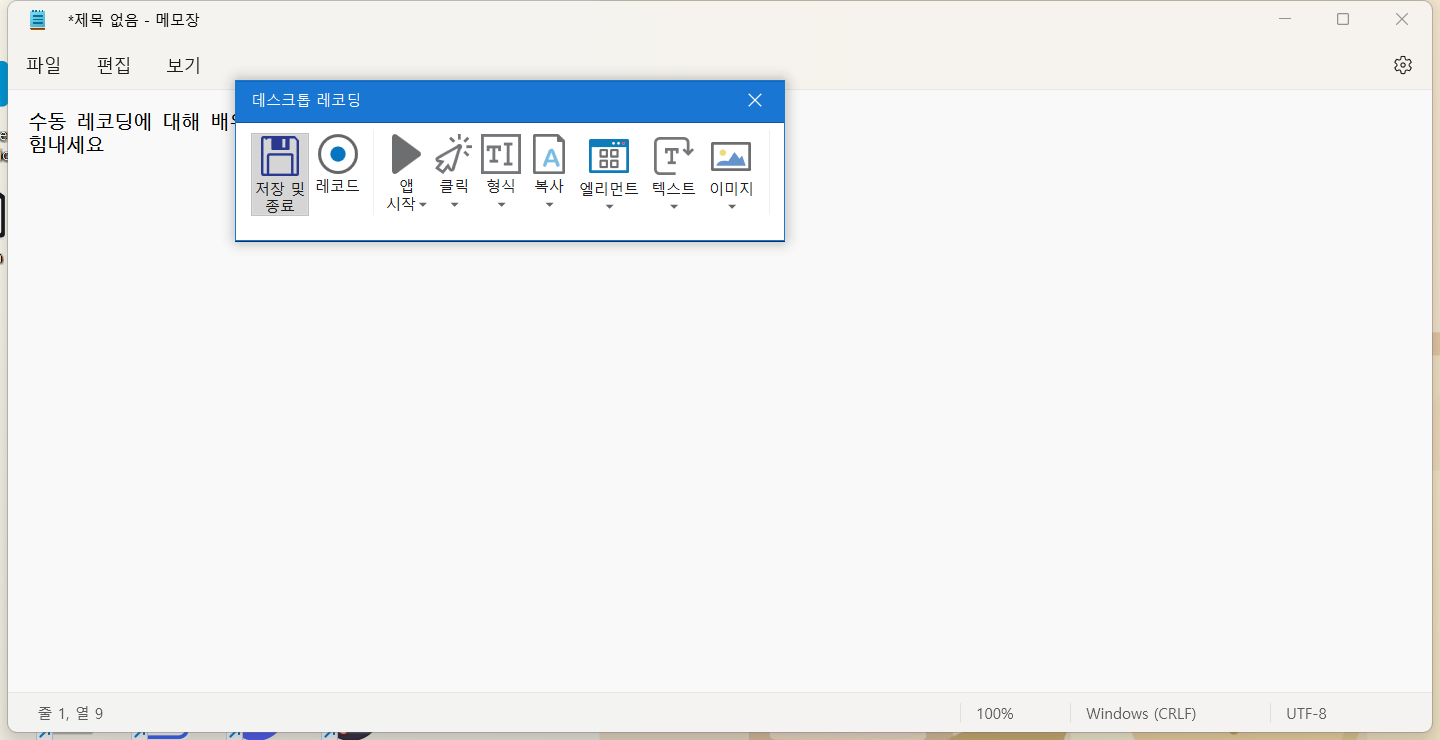 *제목 없음 - 메모장
파일 편집 보기
데스크톱 레코딩
수동 레코딩에 대해
힘내세요
저장 및 종료
레코드
앱 시작
클릭
형식
복사
엘리먼트
텍스트
이미지
줄 1, 열 9
100%
Windows (CRLF)
UTF-8